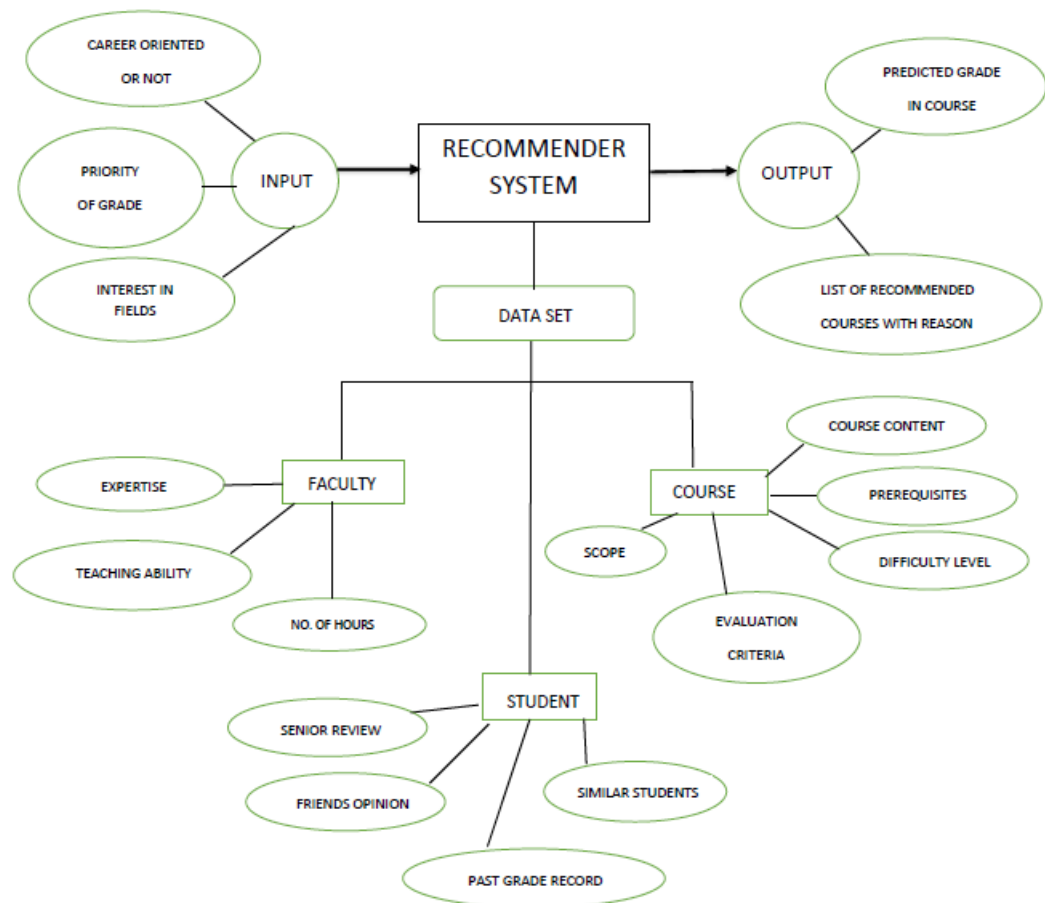 CAREER ORIENTED
OR NOT
PRIORITY
OF GRADE
INTEREST IN
FIELDS
INPUT
RECOMMENDER
SYSTEM
OUTPUT
PREDICTED GRADE
IN COURSE
LIST OF RECOMMENDED
COURSES WITH REASON
DATA SET
FACULTY
EXPERTISE
TEACHING ABILITY
NO. OF HOURS
COURSE
COURSE CONTENT
PREREQUISITES
DIFFICULTY LEVEL
SCOPE
EVALUATION
CRITERIA
STUDENT
SENIOR REVIEW
FRIENDS OPINION
SIMILAR STUDENTS
PAST GRADE RECORD